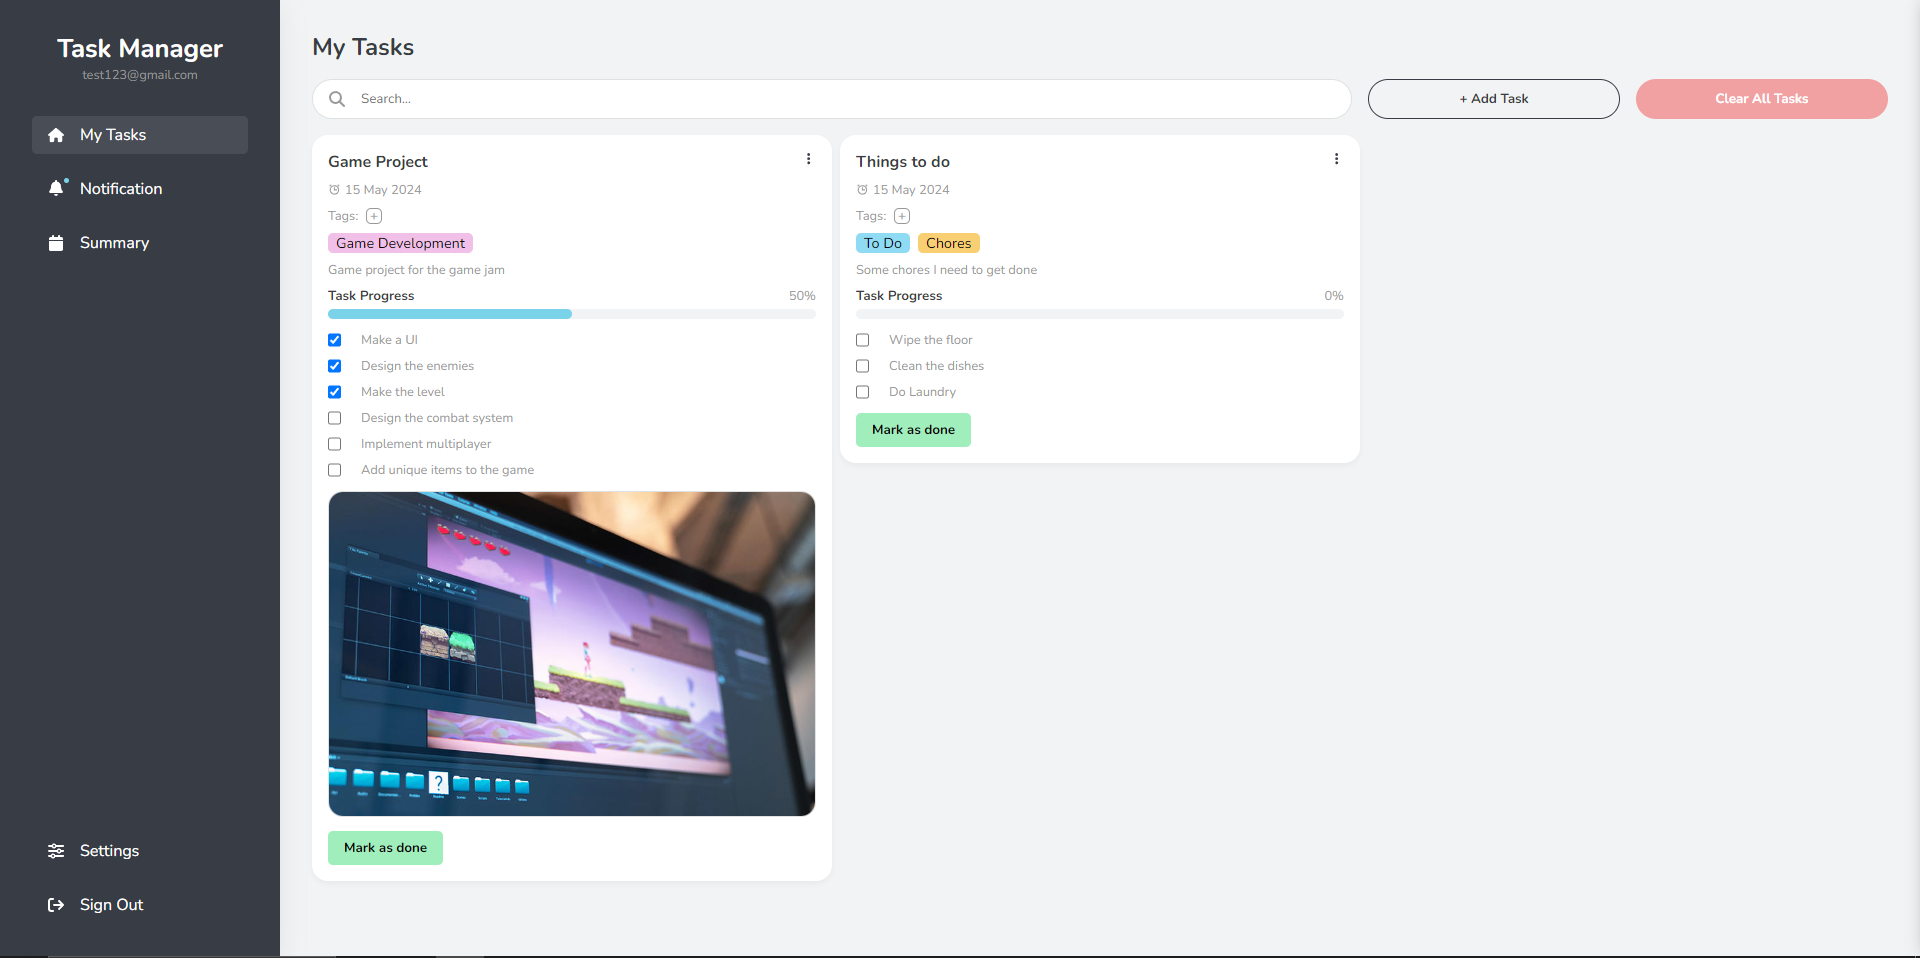 Task Manager
test123@gmail.com
My Tasks
Notification
Summary
Settings
Sign Out
My Tasks
Search...
+ Add Task
Clear All Tasks
Game Project
15 May 2024
Tags: +
Game Development
Game project for the game jam
Task Progress 50%
Make a UI
Design the enemies
Make the level
Design the combat system
Implement multiplayer
Add unique items to the game
?
Mark as done
Things to do
15 May 2024
Tags: +
To Do Chores
Some chores I need to get done
Task Progress 0%
Wipe the floor
Clean the dishes
Do Laundry
Mark as done